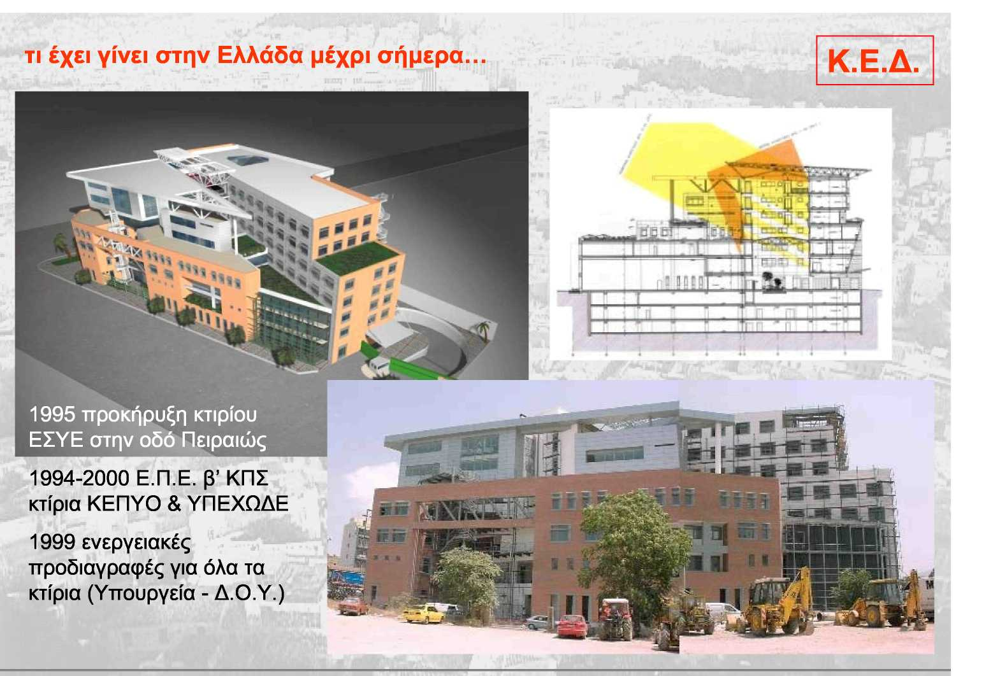 τι έχει γίνει στην Ελλάδα μέχρι σήμερα...
Κ.Ε.Δ.
1995 προκήρυξη κτιρίου
ΕΣΥΕ στην οδό Πειραιώς
1994-2000 Ε.Π.Ε. β’ ΚΠΣ
κτίρια ΚΕΠΥΟ & ΥΠΕΧΩΔΕ
1999 ενεργειακές
προδιαγραφές για όλα τα
κτίρια (Υπουργεία - Δ.Ο.Υ.)